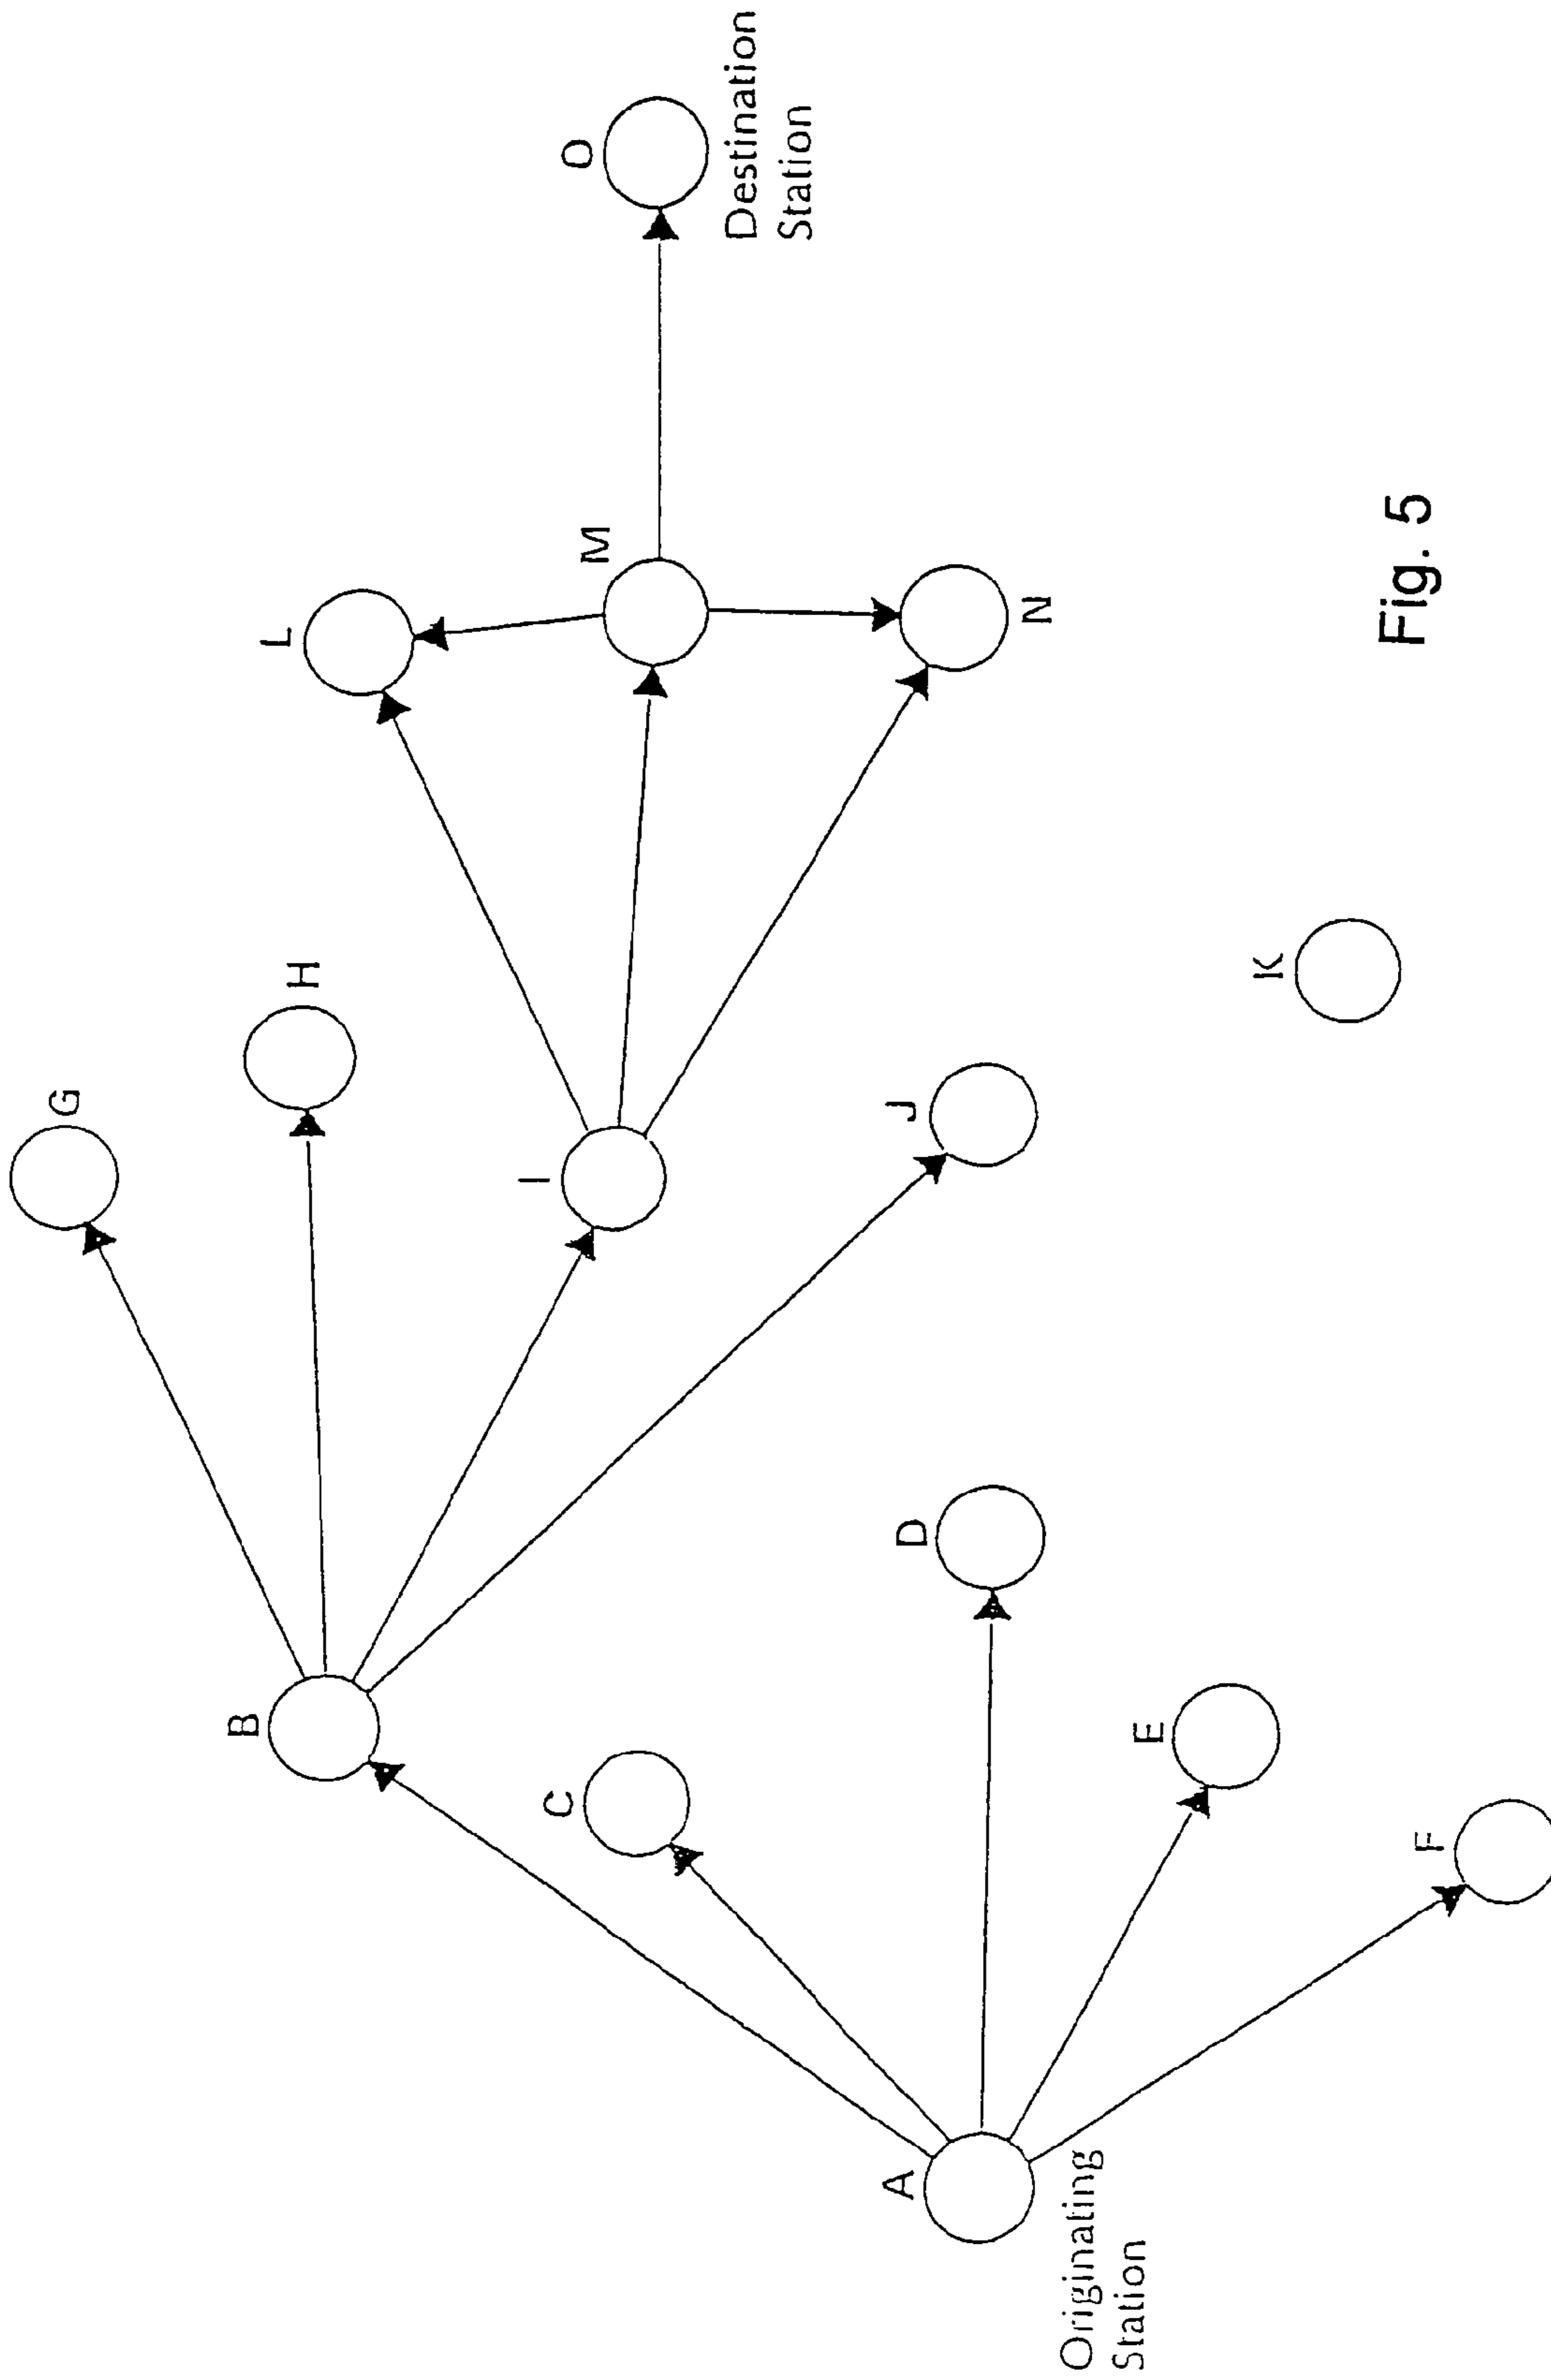 G
H
B
L
I
M
O
Destination
Station
C
J
D
N
A
Originating
Station
E
K
F
Fig. 5